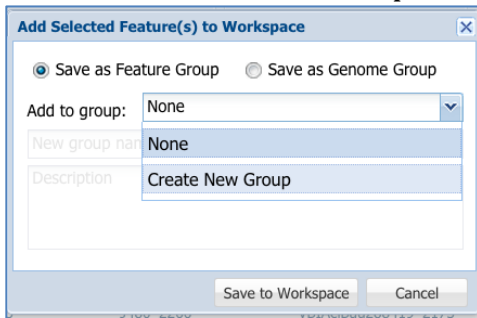 Add Selected Feature(s) to Workspace
Save as Feature Group Save as Genome Group
Add to group: None
New group nam
None
Description
Create New Group
Save to Workspace Cancel